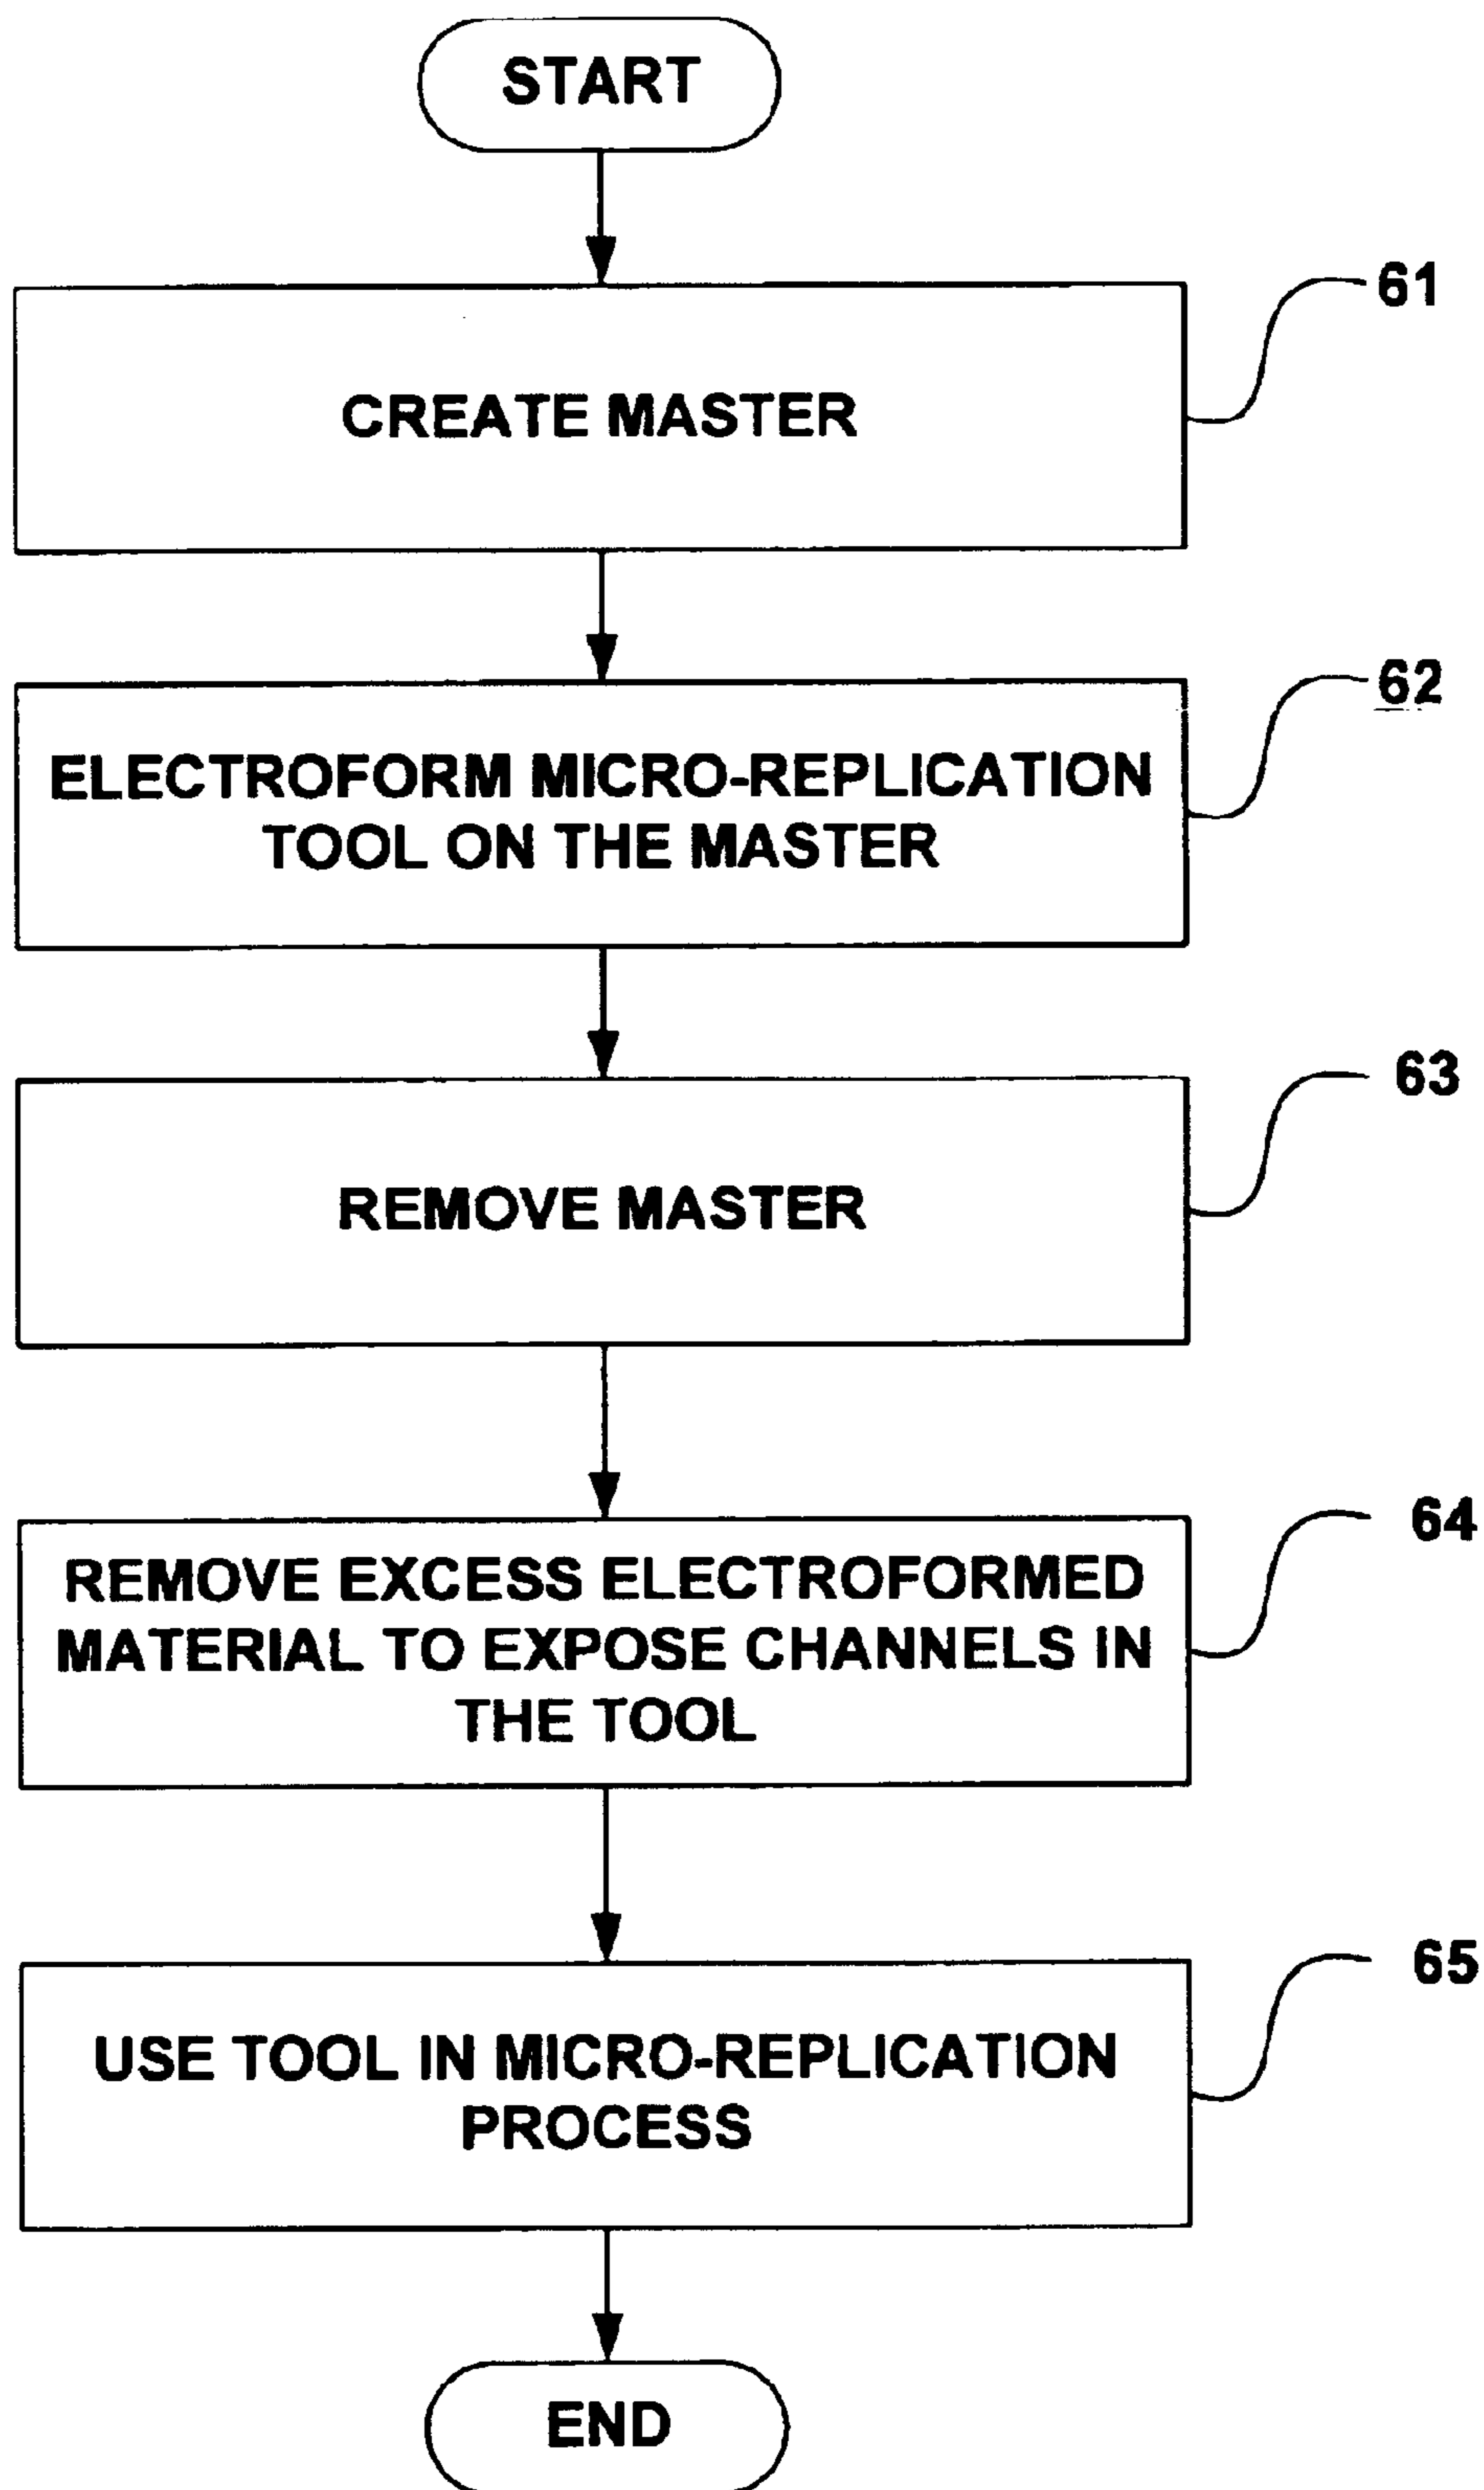 START
61
CREATE MASTER
62
ELECTROFORM MICRO-REPLICATION
TOOL ON THE MASTER
63
REMOVE MASTER
64
REMOVE EXCESS ELECTROFORMED
MATERIAL TO EXPOSE CHANNELS IN
THE TOOL
65
USE TOOL IN MICRO-REPLICATION
PROCESS
END